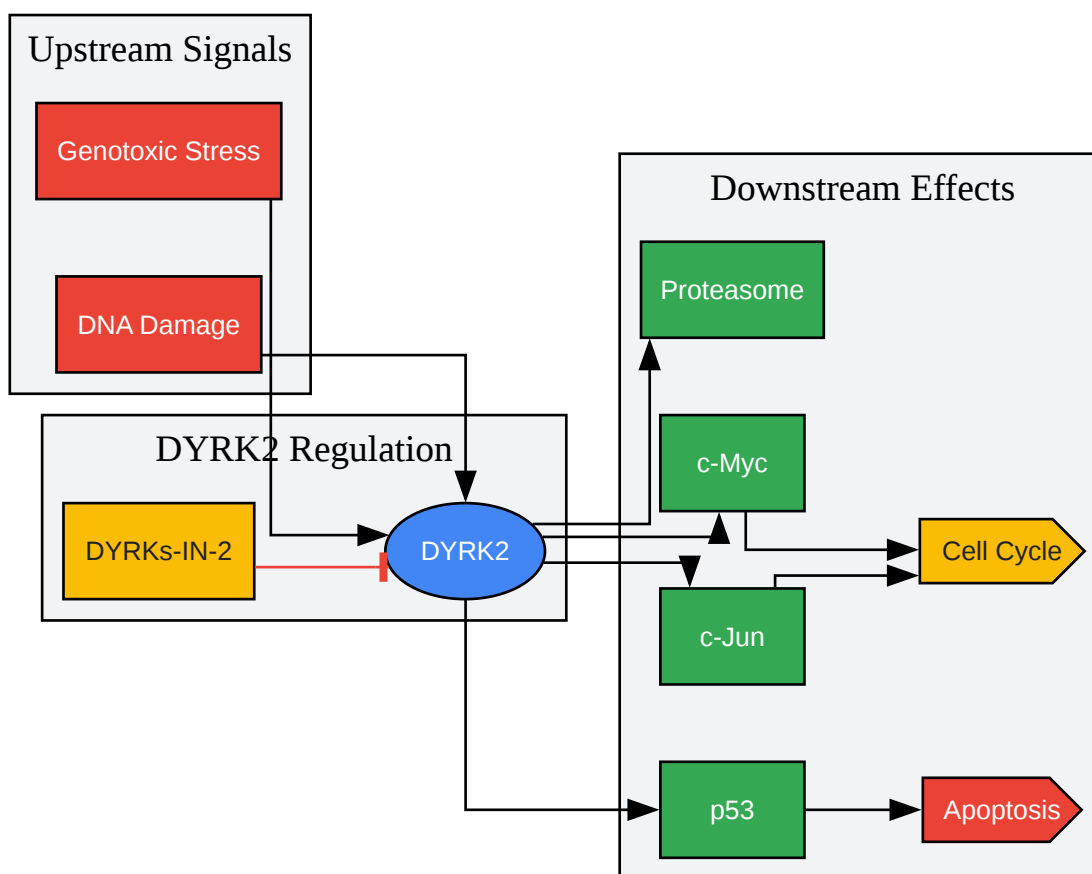 Upstream Signals
Genotoxic Stress
DNA Damage
DYRK2 Regulation
DYRKs-IN-2
DYRK2
Downstream Effects
Proteasome
c-Myc
Cell Cycle
c-Jun
p53
Apoptosis